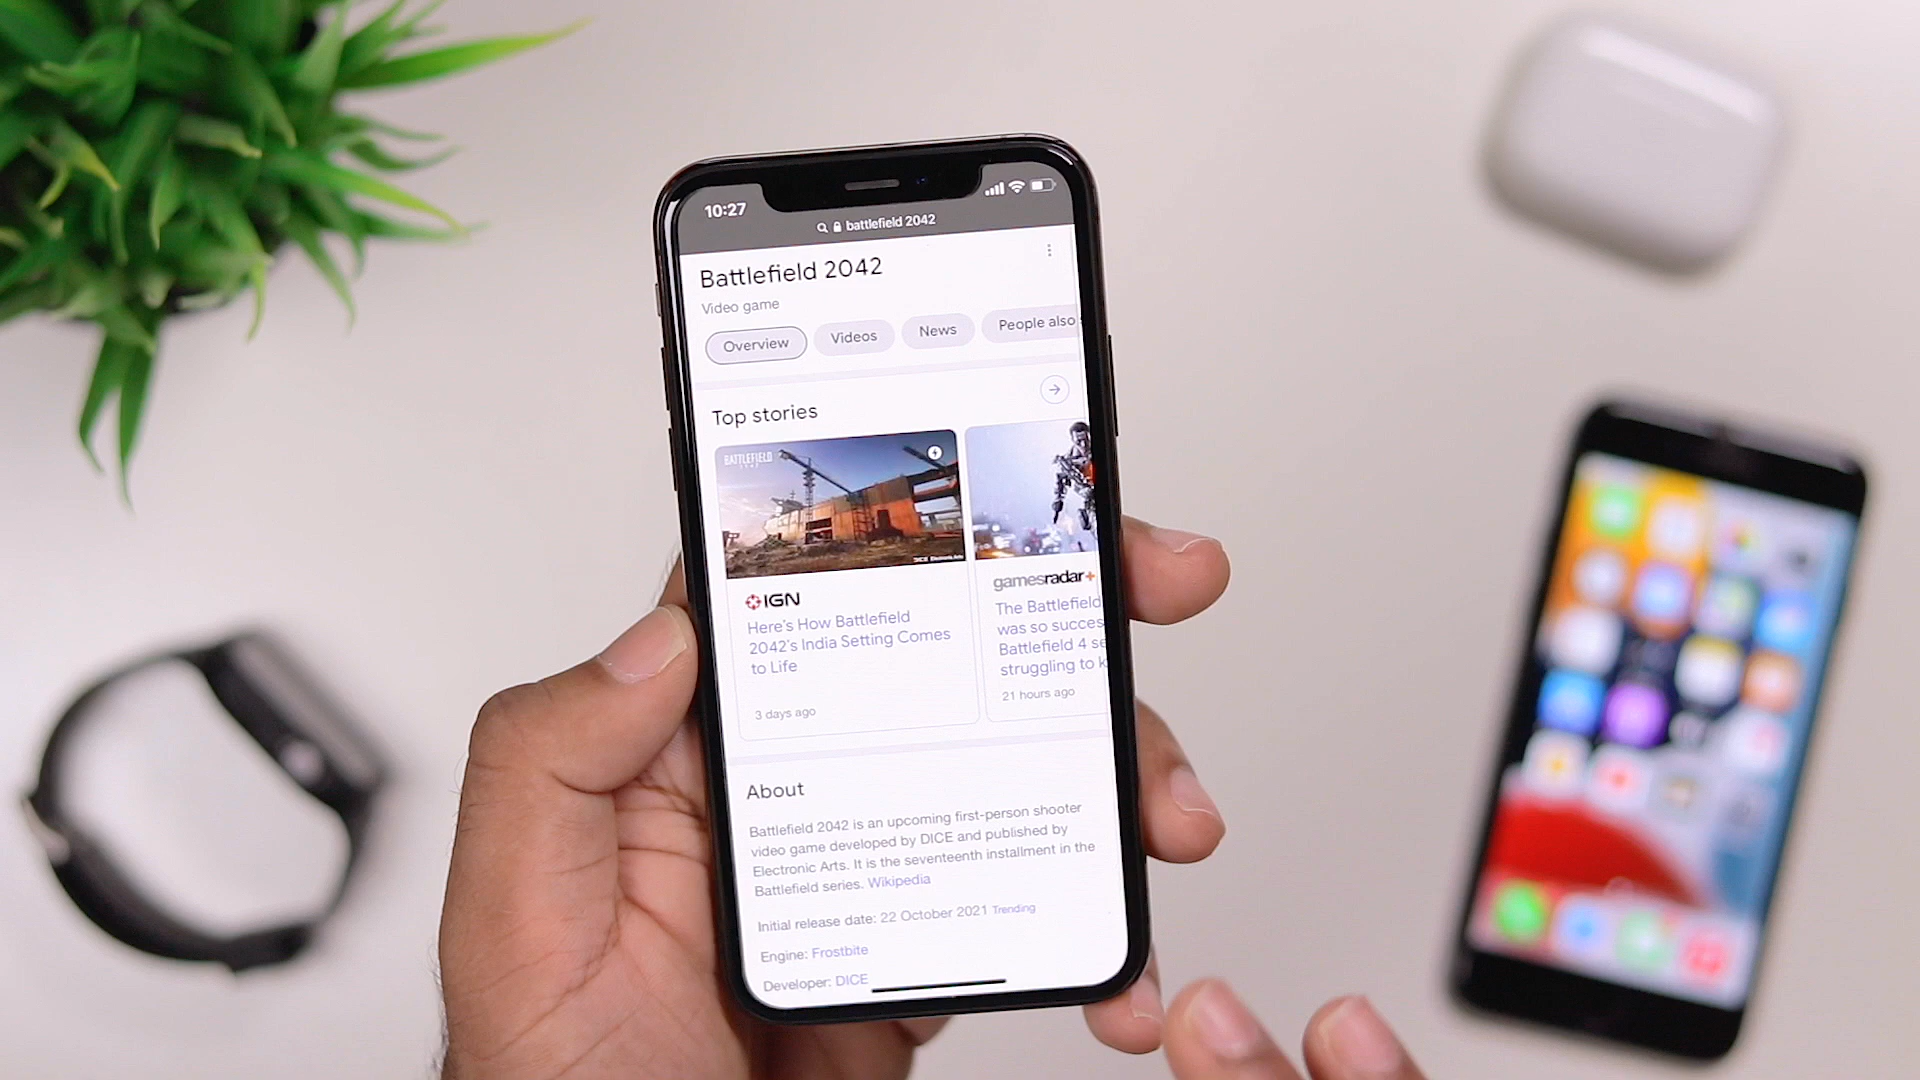 10:27
battlefield 2042
Battlefield 2042
Video game
Overview
Videos
News
People also
Top stories
BATTLEFIELD
DICE Electronic Arts
IGN
Here's How Battlefield
2042's India Setting Comes
to Life
3 days ago
gamesradar+
The Battlefield
was so succes
Battlefield 4 se
struggling to k
21 hours ago
About
Battlefield 2042 is an upcoming first-person shooter
video game developed by DICE and published by
Electronic Arts. It is the seventeenth installment in the
Battlefield series. Wikipedia
Initial release date: 22 October 2021 Trending
Engine: Frostbite
Developer: DICE